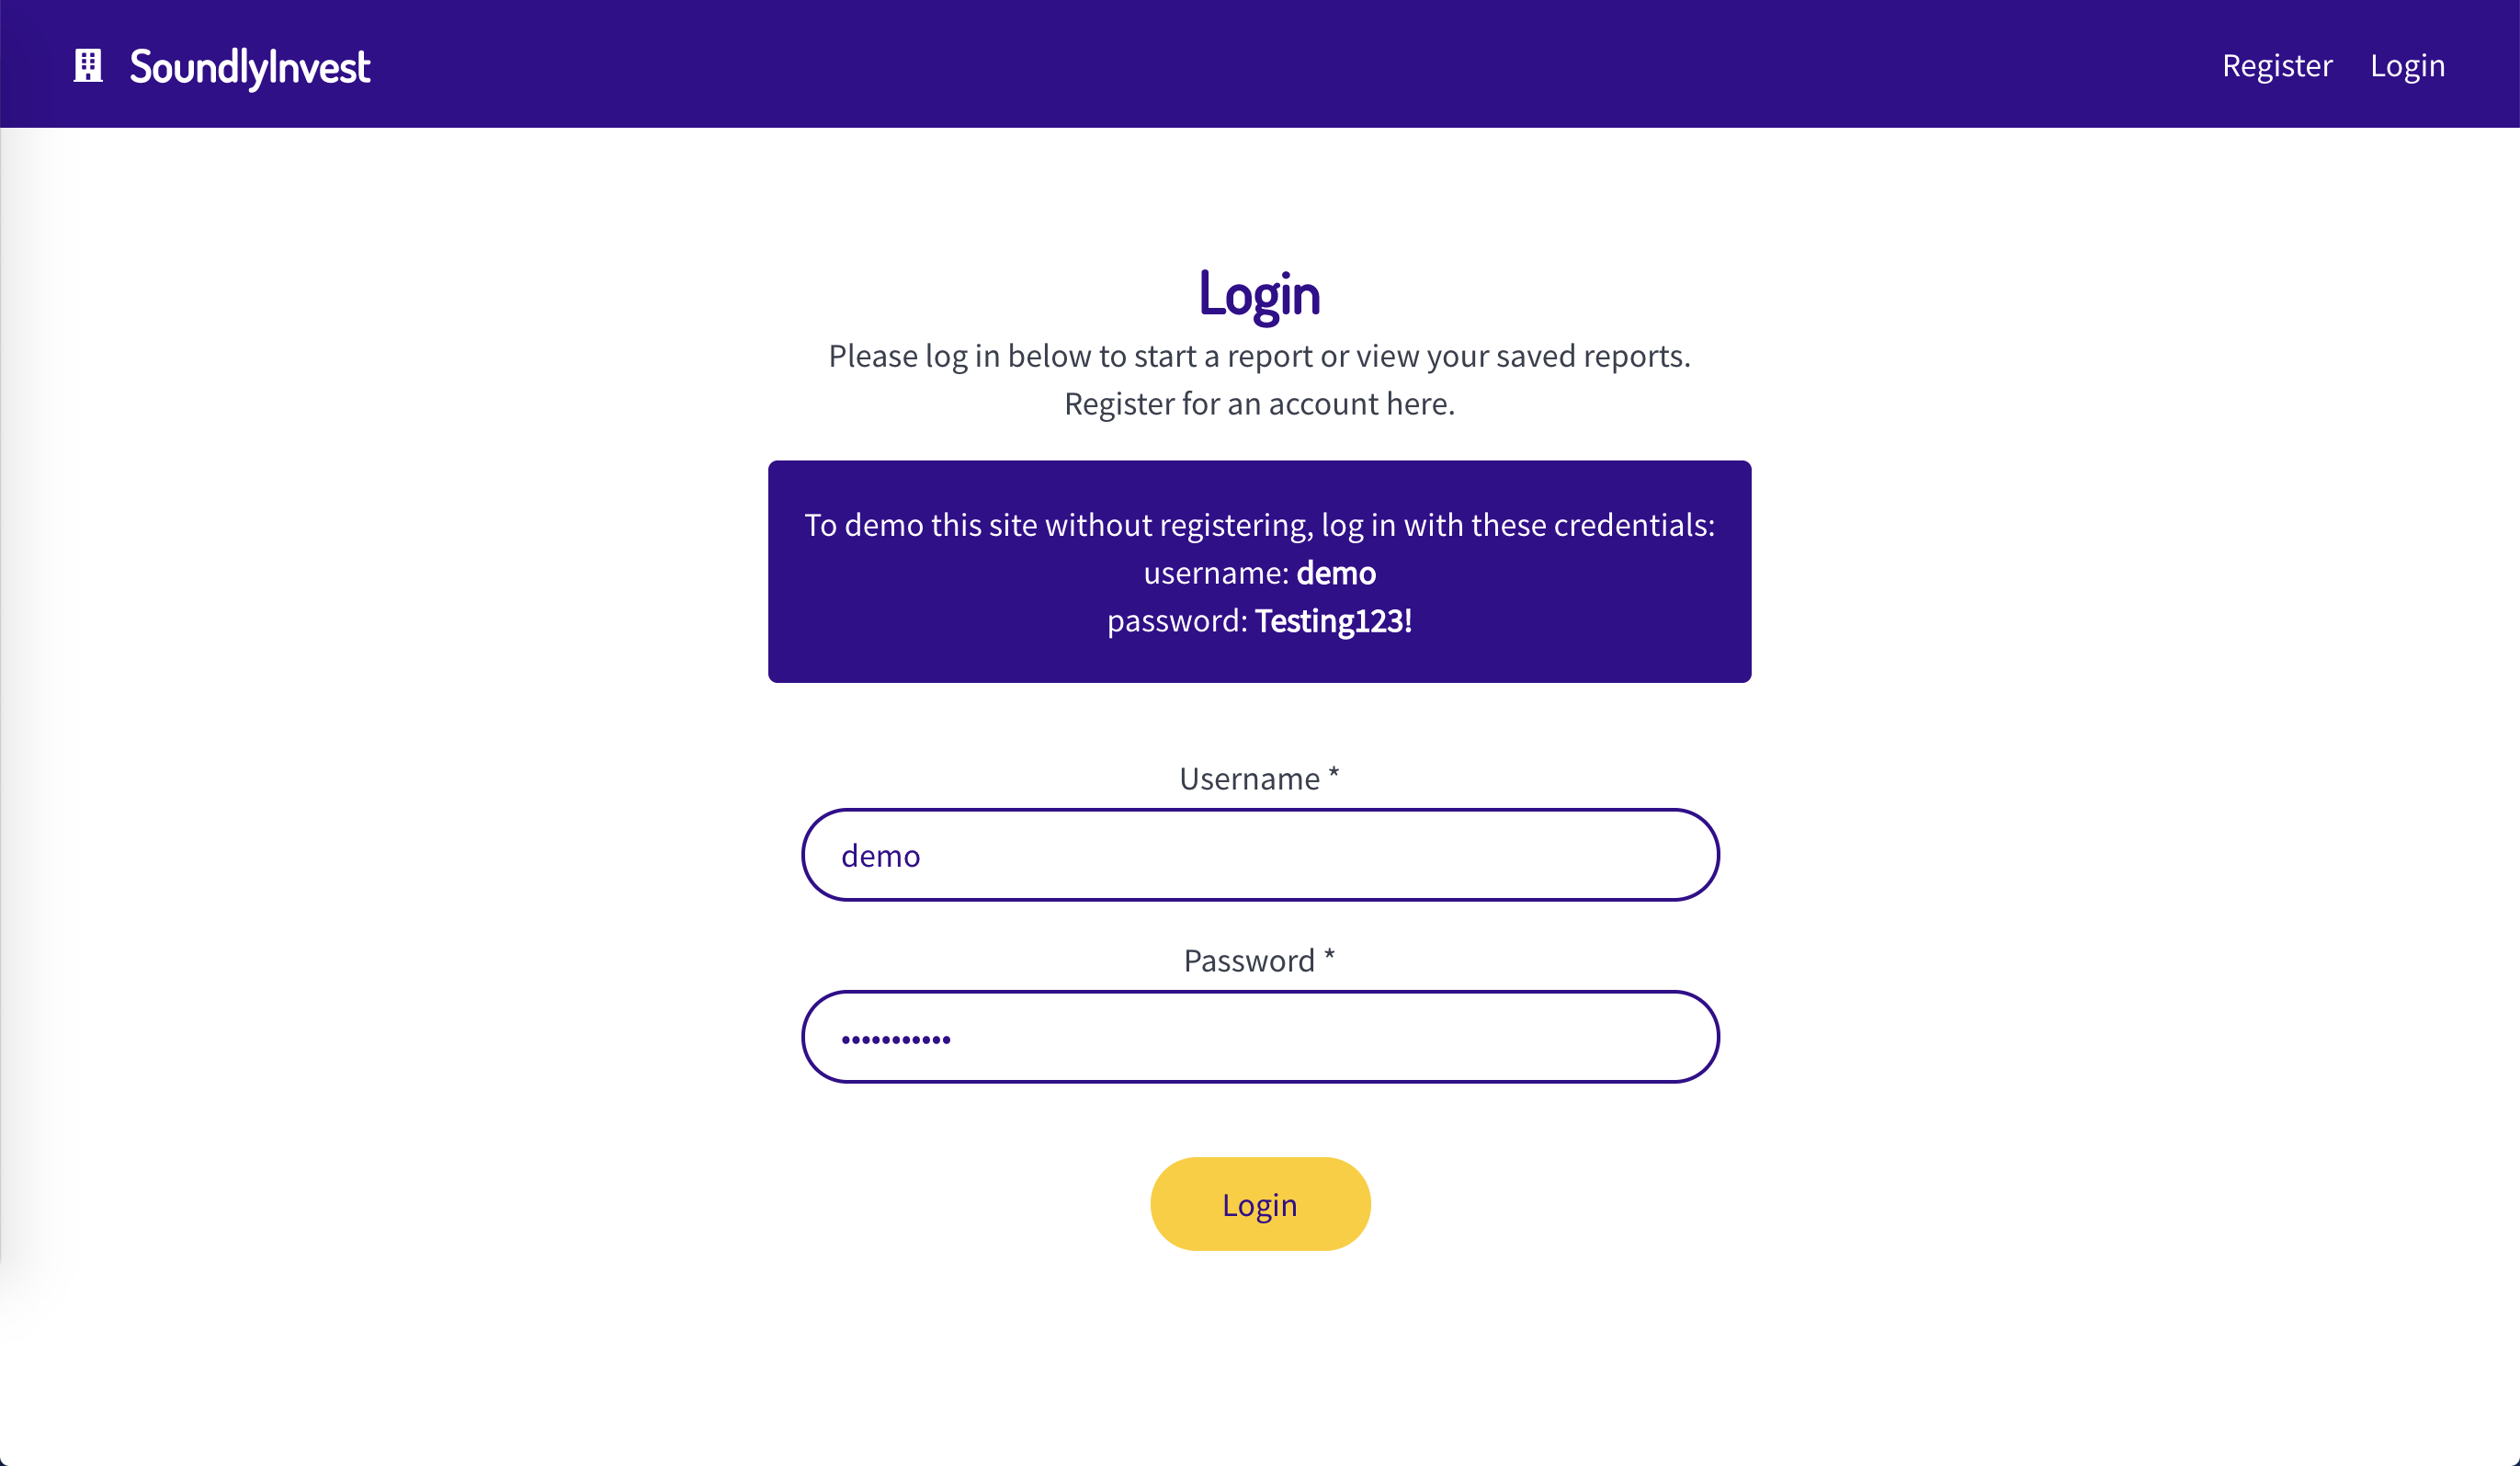 SoundlyInvest
Register Login
Login
Please log in below to start a report or view your saved reports.
Register for an account here.
To demo this site without registering, log in with these credentials:
username: demo
password: Testing123!
Username *
demo
Password *
•••••••••••
Login